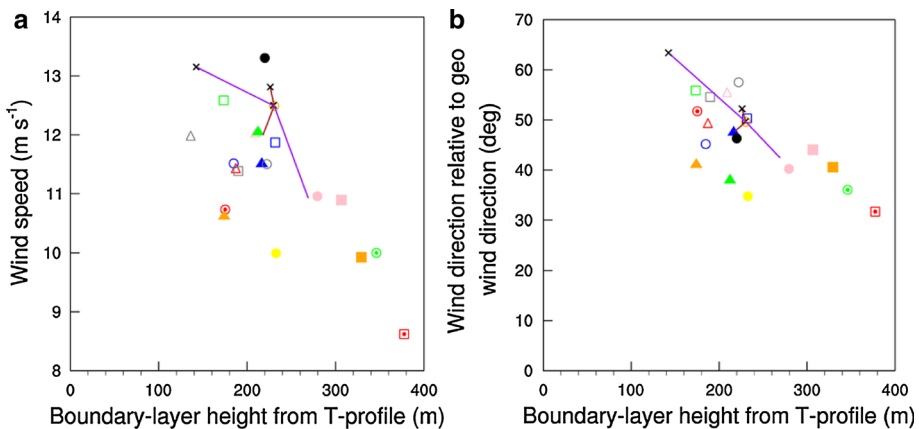 a
14
13
12
11
10
9
8
Wind speed (m s-1)
0 100 200 300 400
Boundary-layer height from T-profile (m)
b
70
60
50
40
30
20
10
0
Wind direction relative to geo
wind direction (deg)
0 100 200 300 400
Boundary-layer height from T-profile (m)